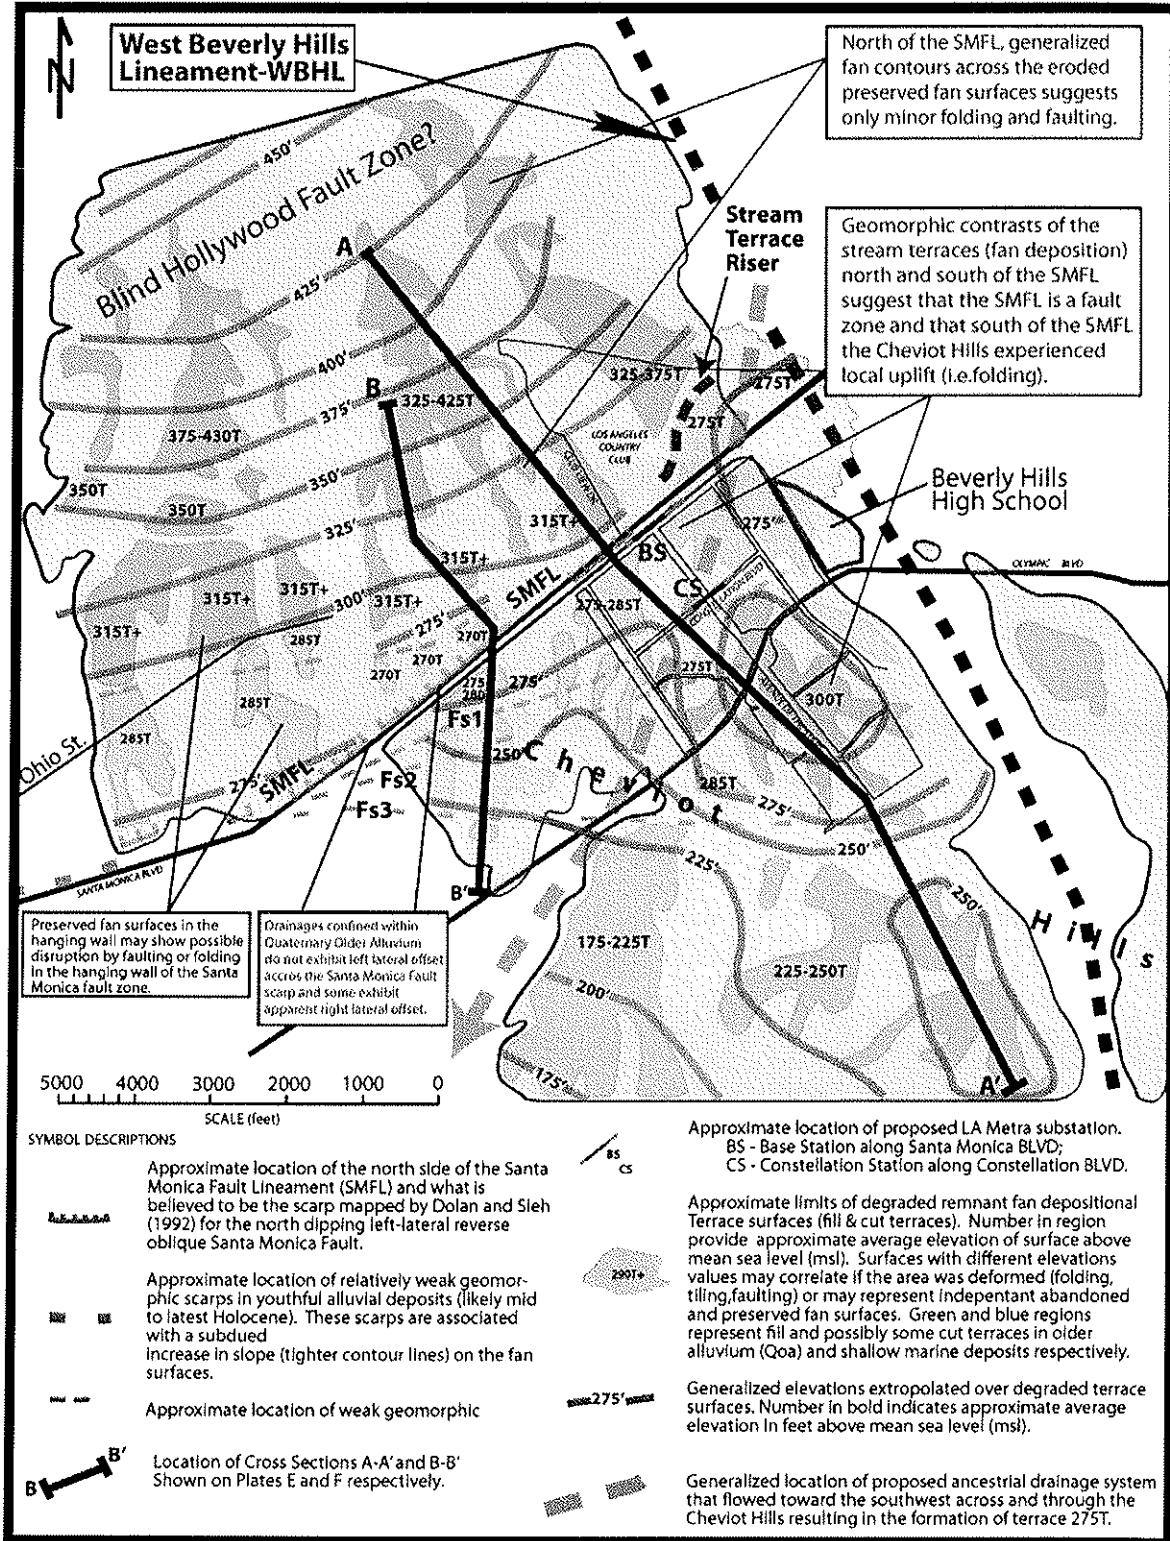 N
West Beverly Hills
Lineament-WBHL
North of the SMFL, generalized
fan contours across the eroded
preserved fan surfaces suggests
only minor folding and faulting.
450'
Blind Hollywood Fault Zone?
A
425'
Stream
Terrace
Riser
Geomorphic contrasts of the
stream terraces (fan deposition)
north and south of the SMFL
suggest that the SMFL is a fault
zone and that south of the SMFL
the Cheviot Hills experienced
local uplift (i.e.folding).
400'
375'
B
325-425T
325-375T
275T
275T
375-430T
LOS ANGELES
COUNTRY
CLUB
350T
350T
350'
325'
315T+
BS
275'
Beverly Hills
High School
315T+
SMFL
CS
CONSTELLATION BLVD
OLYMPIC BLVD
315T+
315T+
300'
315T+
285T
275'
270T
275-285T
270T
270T
275T
275
280
275'
300T
285T
Fs1
285T
250'
Cheviot
Ohio St.
275'
SMFL
Fs2
Fs3
285T
275'
250'
225'
SANTA MONICA BLVD
B'
250'
Hills
Preserved fan surfaces in the
hanging wall may show possible
disruption by faulting or folding
in the hanging wall of the Santa
Monica fault zone.
Drainages confined within
Quaternary Older Alluvium
do not exhibit left lateral offset
accros the Santa Monica Fault
scarp and some exhibit
apparent right lateral offset.
175-225T
225-250T
200'
175'
A'
5000 4000 3000 2000 1000 0
SCALE (feet)
SYMBOL DESCRIPTIONS
Approximate location of the north side of the Santa
Monica Fault Lineament (SMFL) and what is
believed to be the scarp mapped by Dolan and Sieh
(1992) for the north dipping left-lateral reverse
oblique Santa Monica Fault.
Approximate location of relatively weak geomor-
phic scarps in youthful alluvial deposits (likely mid
to latest Holocene). These scarps are associated
with a subdued
increase in slope (tighter contour lines) on the fan
surfaces.
Approximate location of weak geomorphic
B B'
Location of Cross Sections A-A' and B-B'
Shown on Plates E and F respectively.
BS
CS
Approximate location of proposed LA Metra substation.
BS - Base Station along Santa Monica BLVD;
CS - Constellation Station along Constellation BLVD.
290T+
Approximate limits of degraded remnant fan depositional
Terrace surfaces (fill & cut terraces). Number in region
provide approximate average elevation of surface above
mean sea level (msl). Surfaces with different elevations
values may correlate if the area was deformed (folding,
tiling,faulting) or may represent indepentant abandoned
and preserved fan surfaces. Green and blue regions
represent fill and possibly some cut terraces in older
alluvium (Qoa) and shallow marine deposits respectively.
275'
Generalized elevations extropolated over degraded terrace
surfaces. Number in bold indicates approximate average
elevation in feet above mean sea level (msl).
Generalized location of proposed ancestrial drainage system
that flowed toward the southwest across and through the
Cheviot Hills resulting in the formation of terrace 275T.